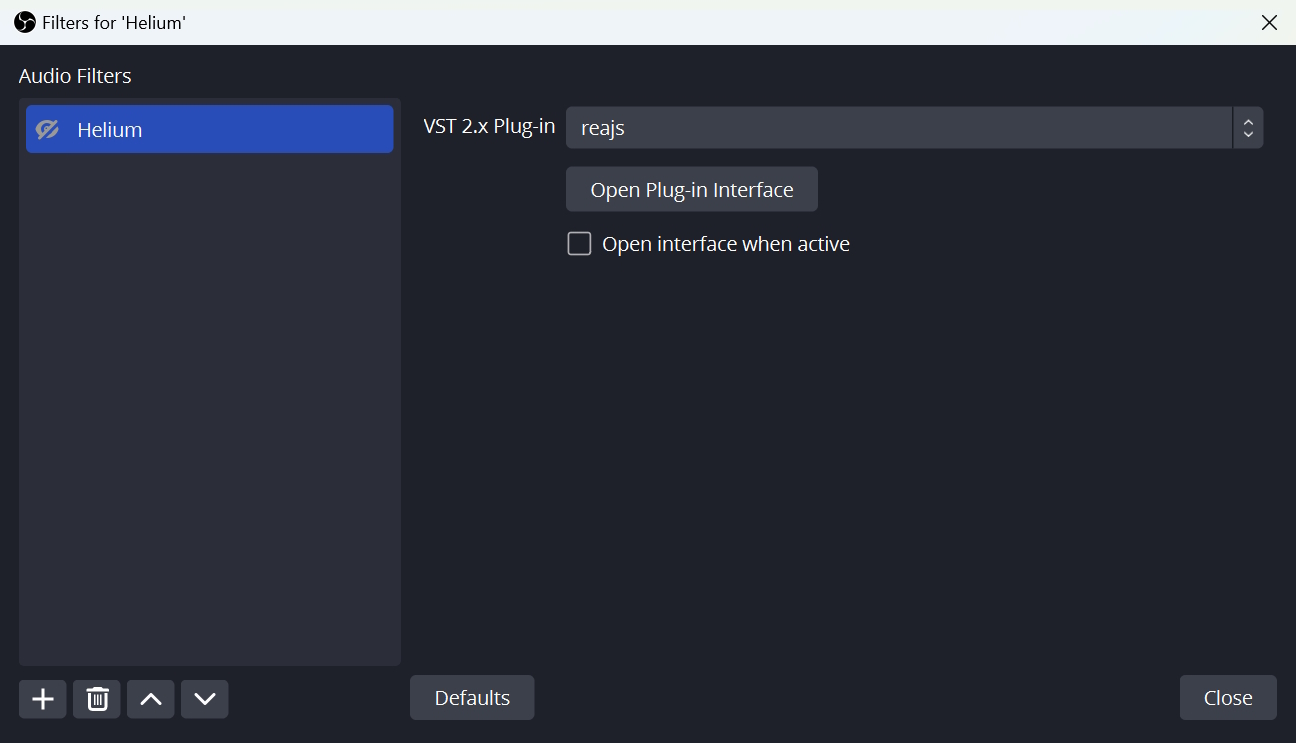 Filters for 'Helium'
Audio Filters
Helium
VST 2.x Plug-in
reajs
Open Plug-in Interface
Open interface when active
Defaults
Close